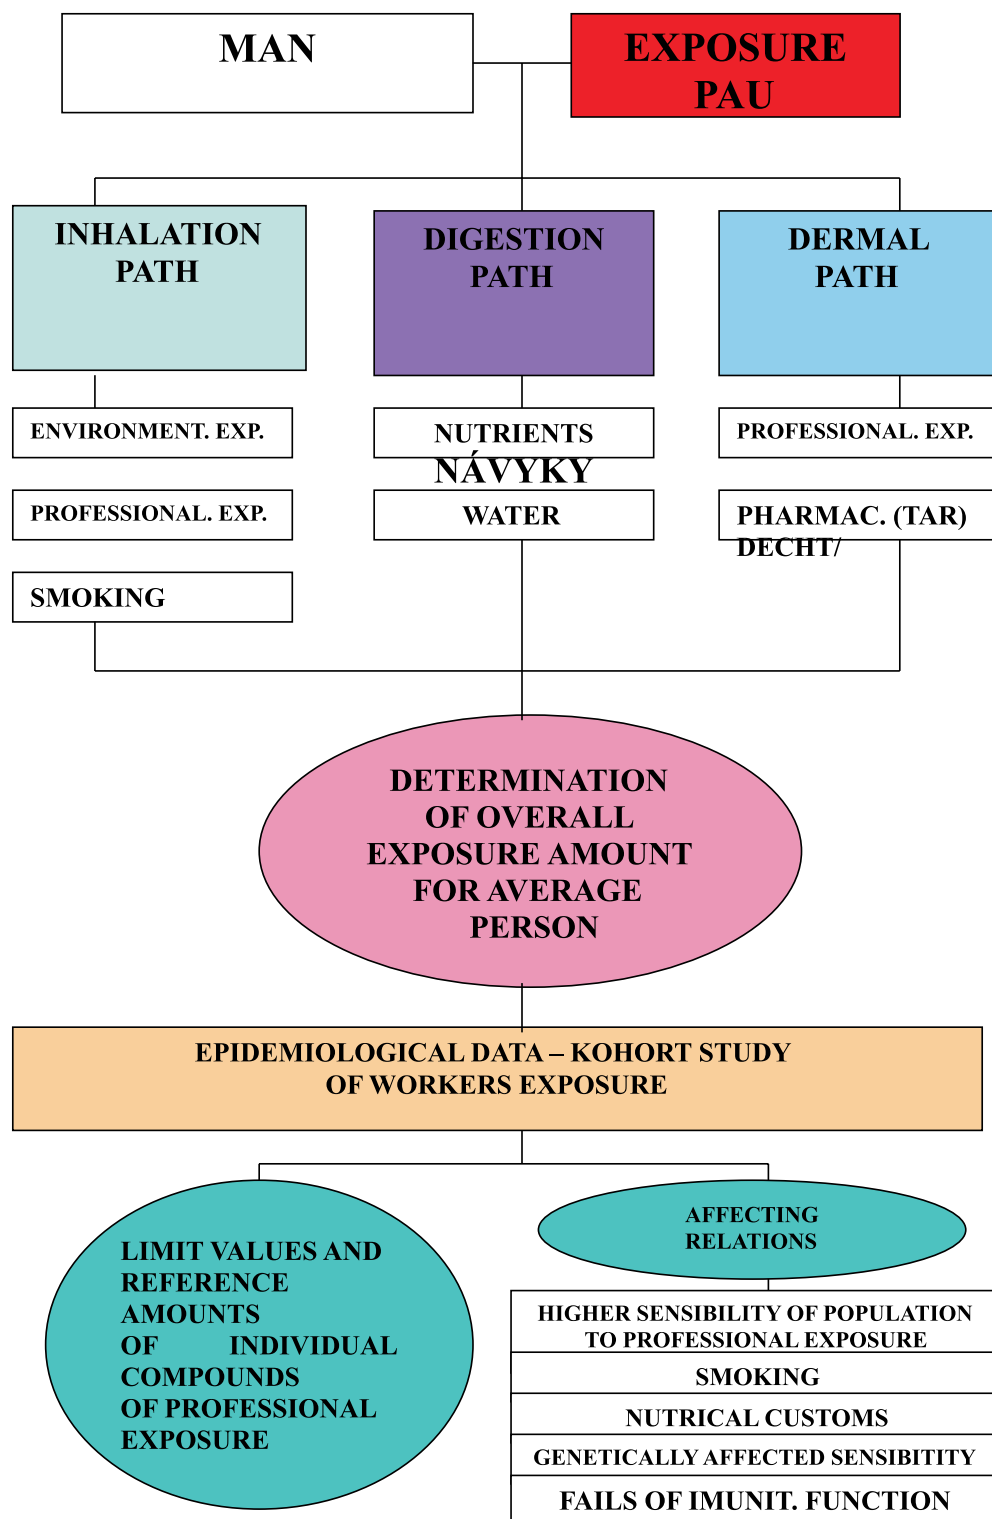 MAN
EXPOSURE
PAU
INHALATION
PATH
DIGESTION
PATH
DERMAL
PATH
ENVIRONMENT. EXP.
NUTRIENTS
NÁVYKY
PROFESSIONAL. EXP.
PROFESSIONAL. EXP.
WATER
PHARMAC. (TAR)
DECHT/
SMOKING
DETERMINATION
OF OVERALL
EXPOSURE AMOUNT
FOR AVERAGE
PERSON
EPIDEMIOLOGICAL DATA – KOHORT STUDY
OF WORKERS EXPOSURE
LIMIT VALUES AND
REFERENCE
AMOUNTS
OF INDIVIDUAL
COMPOUNDS
OF PROFESSIONAL
EXPOSURE
AFFECTING
RELATIONS
HIGHER SENSIBILITY OF POPULATION
TO PROFESSIONAL EXPOSURE
SMOKING
NUTRICAL CUSTOMS
GENETICALLY AFFECTED SENSIBITITY
FAILS OF IMUNIT. FUNCTION